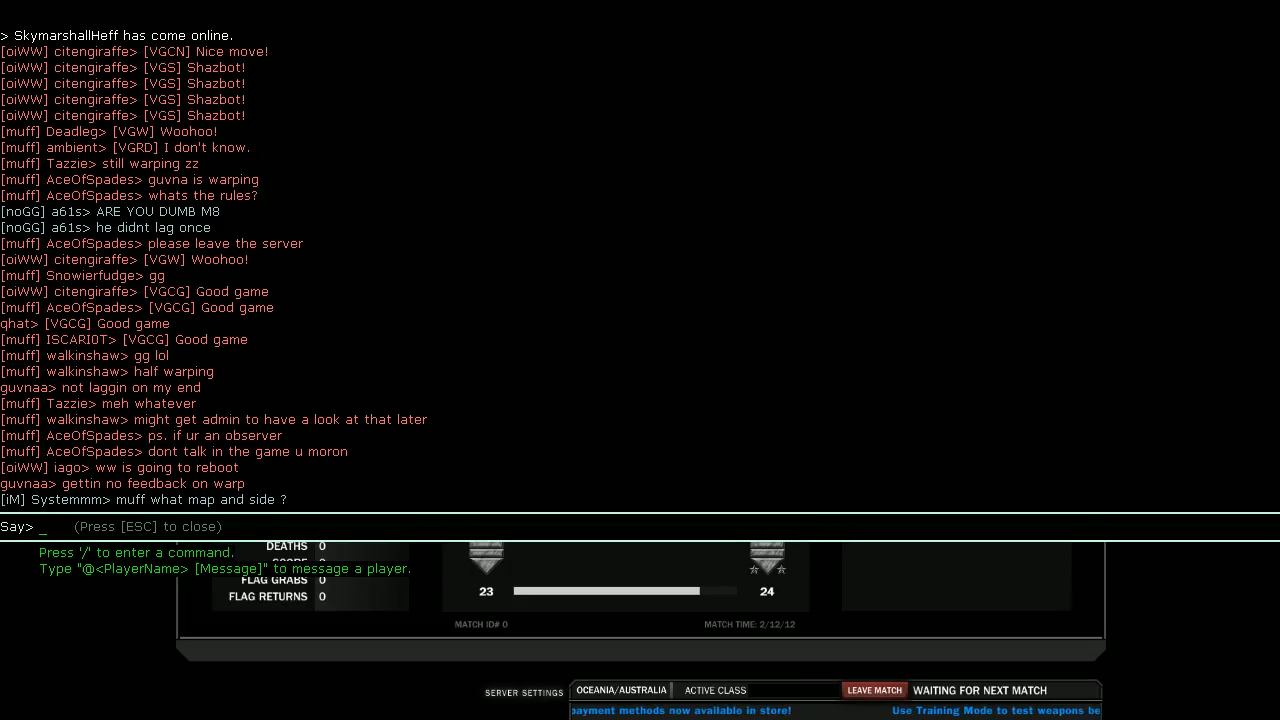 > SkymarshallHeff has come online.
[oiWW] citengiraffe> [VGCN] Nice move!
[oiWW] citengiraffe> [VGS] Shazbot!
[oiWW] citengiraffe> [VGS] Shazbot!
[oiWW] citengiraffe> [VGS] Shazbot!
[oiWW] citengiraffe> [VGS] Shazbot!
[muff] Deadleg> [VGW] Woohoo!
[muff] ambient> [VGRD] I don't know.
[muff] Tazzie> still warping zz
[muff] AceOfSpades> guvna is warping
[muff] AceOfSpades> whats the rules?
[noGG] a61s> ARE YOU DUMB M8
[noGG] a61s> he didnt lag once
[muff] AceOfSpades> please leave the server
[oiWW] citengiraffe> [VGW] Woohoo!
[muff] Snowierfudge> gg
[oiWW] citengiraffe> [VGCG] Good game
[muff] AceOfSpades> [VGCG] Good game
qhat> [VGCG] Good game
[muff] ISCARI0T> [VGCG] Good game
[muff] walkinshaw> gg lol
[muff] walkinshaw> half warping
guvnaa> not laggin on my end
[muff] Tazzie> meh whatever
[muff] walkinshaw> might get admin to have a look at that later
[muff] AceOfSpades> ps. if ur an observer
[muff] AceOfSpades> dont talk in the game u moron
[oiWW] iago> ww is going to reboot
guvnaa> gettin no feedback on warp
[iM] Systemmm> muff what map and side ?
Say> _ (Press [ESC] to close)
Press '/' to enter a command.
Type "@<PlayerName> [Message]" to message a player.
DEATHS 0
FLAG GRABS 0
FLAG RETURNS 0
23 24
MATCH ID# 0 MATCH TIME: 2/12/12
SERVER SETTINGS OCEANIA/AUSTRALIA ACTIVE CLASS LEAVE MATCH WAITING FOR NEXT MATCH
payment methods now available in store! Use Training Mode to test weapons be